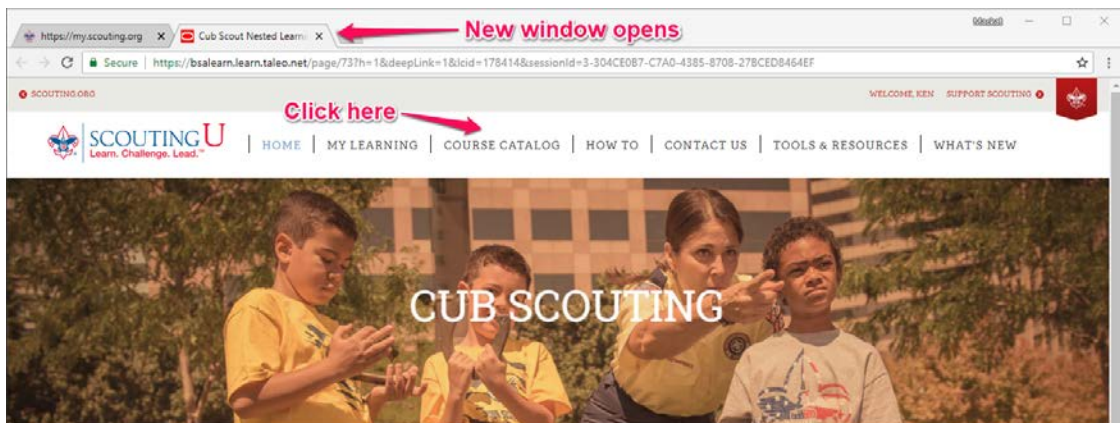 https://my.scouting.org
Cub Scout Nested Learn
New window opens
Secure | https://bsalearn.learn.taleo.net/page/73?h=1&deepLink=1&lcid=178414&sessionId=3-304CE0B7-C7A0-4385-8708-27BCED8464EF
SCOUTING.ORG
WELCOME, KEN SUPPORT SCOUTING
Click here
SCOUTING U
Learn. Challenge. Lead.™
HOME | MY LEARNING | COURSE CATALOG | HOW TO | CONTACT US | TOOLS & RESOURCES | WHAT'S NEW
CUB SCOUTING